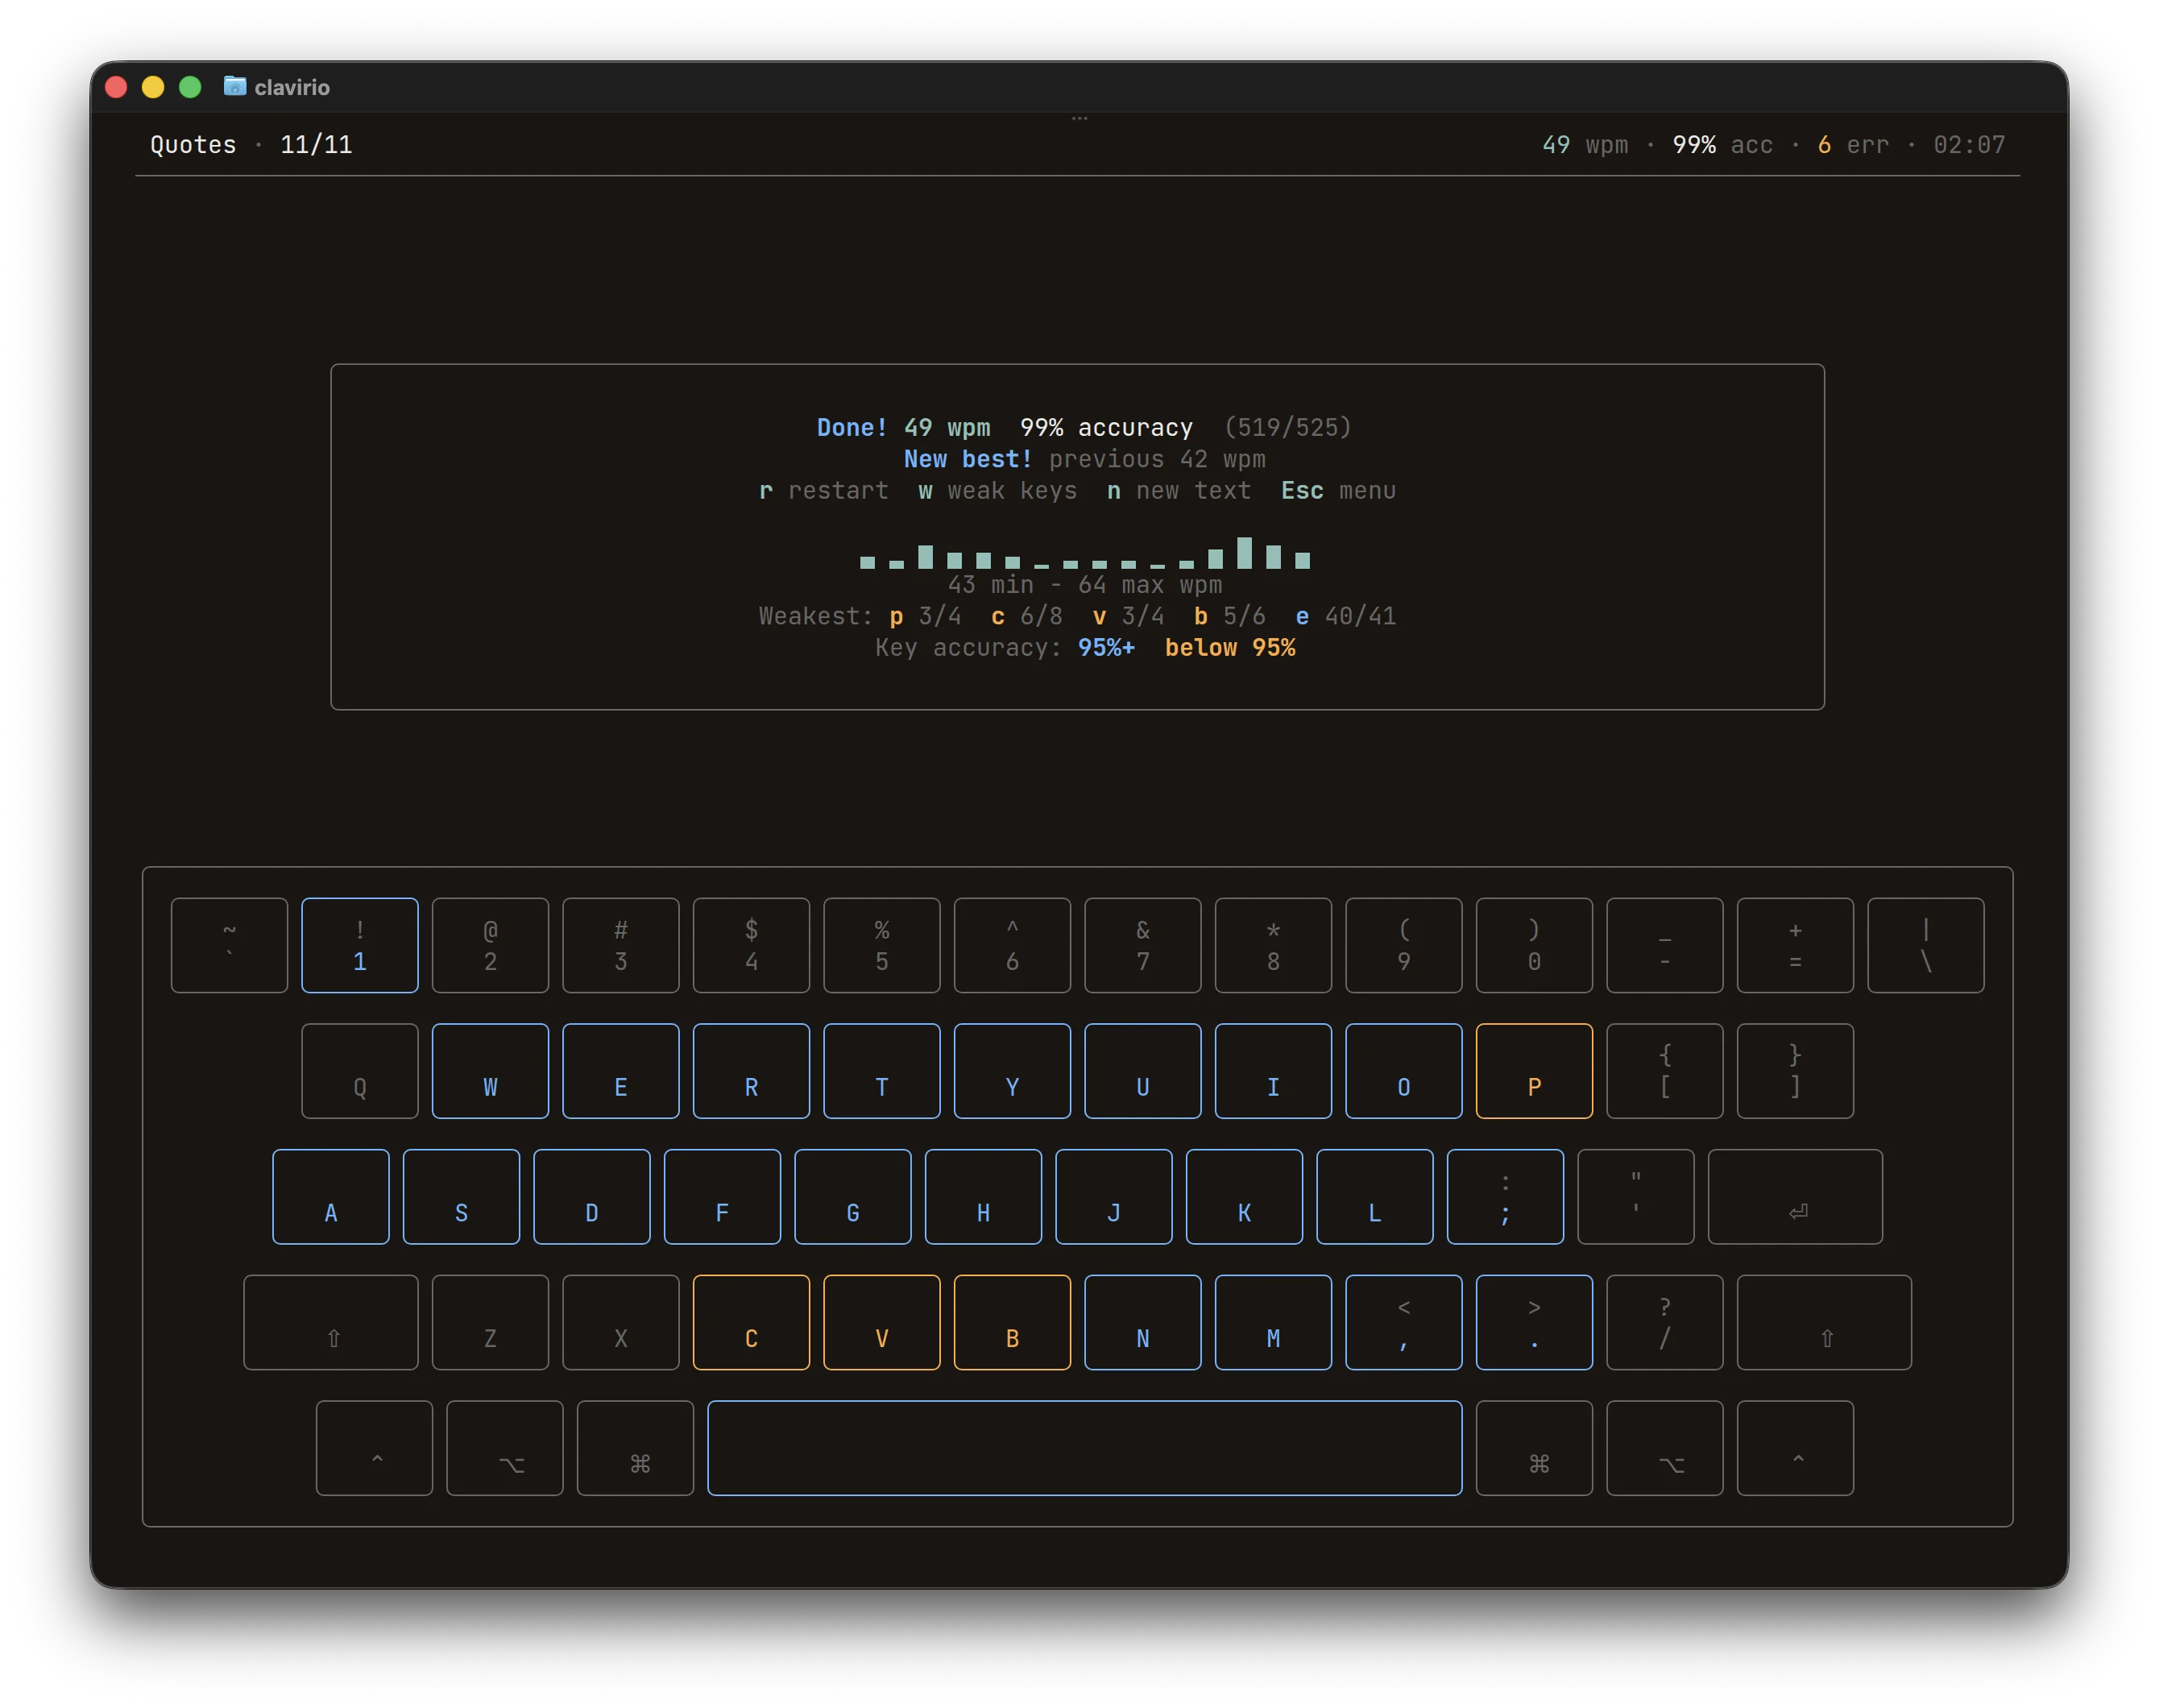 clavirio
…
Quotes · 11/11
49 wpm · 99% acc · 6 err · 02:07
Done! 49 wpm 99% accuracy (519/525)
New best! previous 42 wpm
r restart w weak keys n new text Esc menu
43 min - 64 max wpm
Weakest: p 3/4 c 6/8 v 3/4 b 5/6 e 40/41
Key accuracy: 95%+ below 95%
~ ! @ # $ % ^ & * ( ) _ + |
` 1 2 3 4 5 6 7 8 9 0 - = \
{ }
Q W E R T Y U I O P [ ]
: "
A S D F G H J K L ; ' ⏎
< > ?
⇧ Z X C V B N M , . / ⇧
⌃ ⌥ ⌘ ⌘ ⌥ ⌃